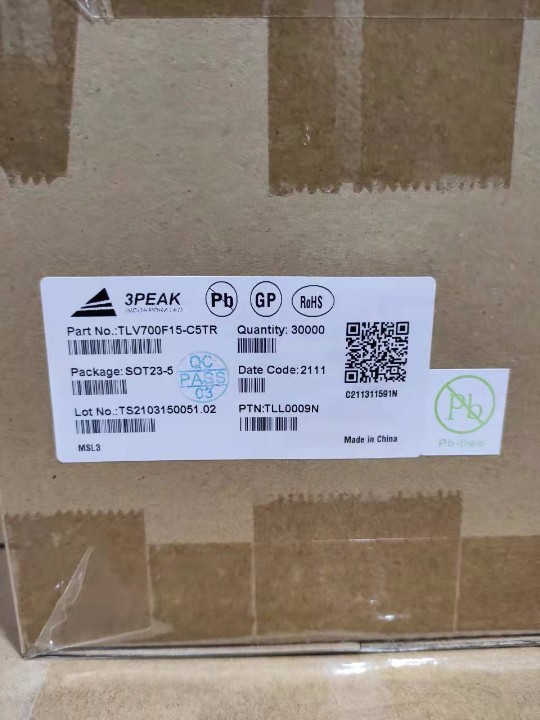 3PEAK
INCORPORATED
Pb
GP
RoHS
Part No.:TLV700F15-C5TR
Quantity: 30000
Package: SOT23-5
QC
PASS
C3
Date Code: 2111
C211311591N
Lot No.: TS2103150051.02
PTN:TLL0009N
MSL3
Made in China
Pb
Pb-free